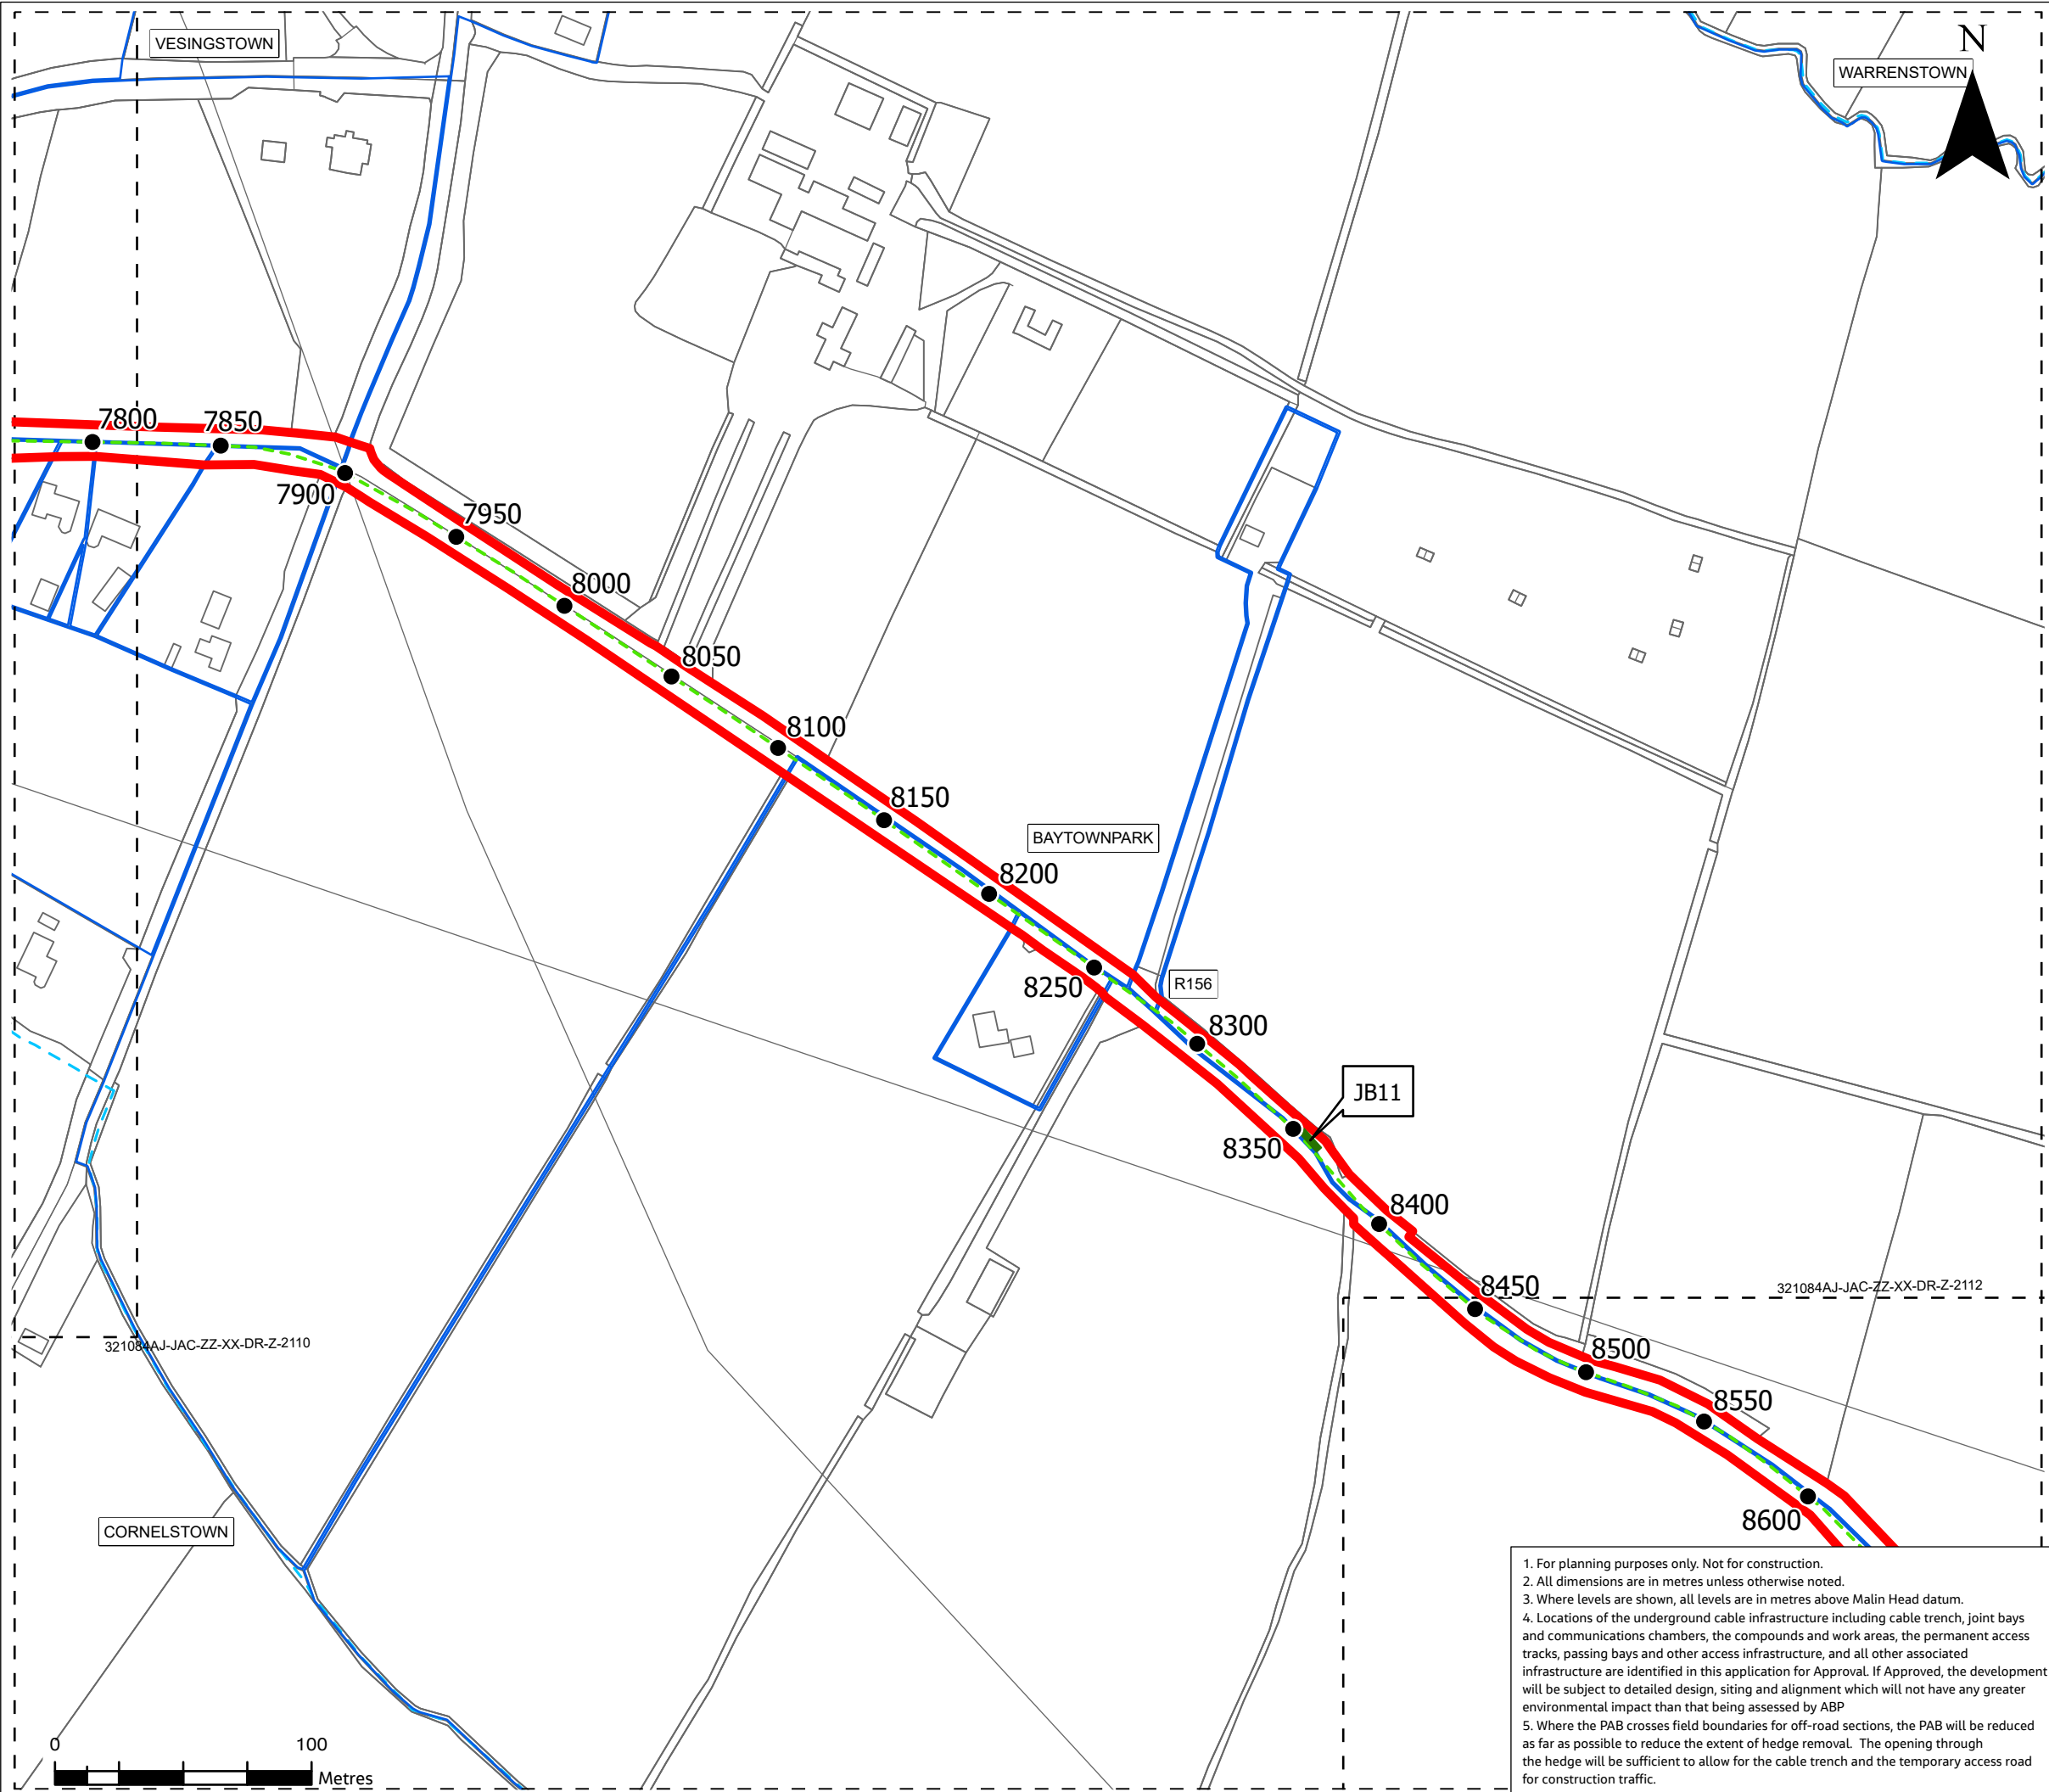 VESINGSTOWN
N
WARRENSTOWN
7800
7850
7900
7950
8000
8050
8100
8150
BAYTOWNPARK
8200
8250
R156
8300
JB11
8350
8400
8450
321084AJ-JAC-ZZ-XX-DR-Z-2112
321084AJ-JAC-ZZ-XX-DR-Z-2110
8500
8550
8600
CORNELSTOWN
1. For planning purposes only. Not for construction.
2. All dimensions are in metres unless otherwise noted.
3. Where levels are shown, all levels are in metres above Malin Head datum.
4. Locations of the underground cable infrastructure including cable trench, joint bays
and communications chambers, the compounds and work areas, the permanent access
tracks, passing bays and other access infrastructure, and all other associated
infrastructure are identified in this application for Approval. If Approved, the development
will be subject to detailed design, siting and alignment which will not have any greater
environmental impact than that being assessed by ABP
5. Where the PAB crosses field boundaries for off-road sections, the PAB will be reduced
as far as possible to reduce the extent of hedge removal. The opening through
the hedge will be sufficient to allow for the cable trench and the temporary access road
for construction traffic.
0 100
Metres